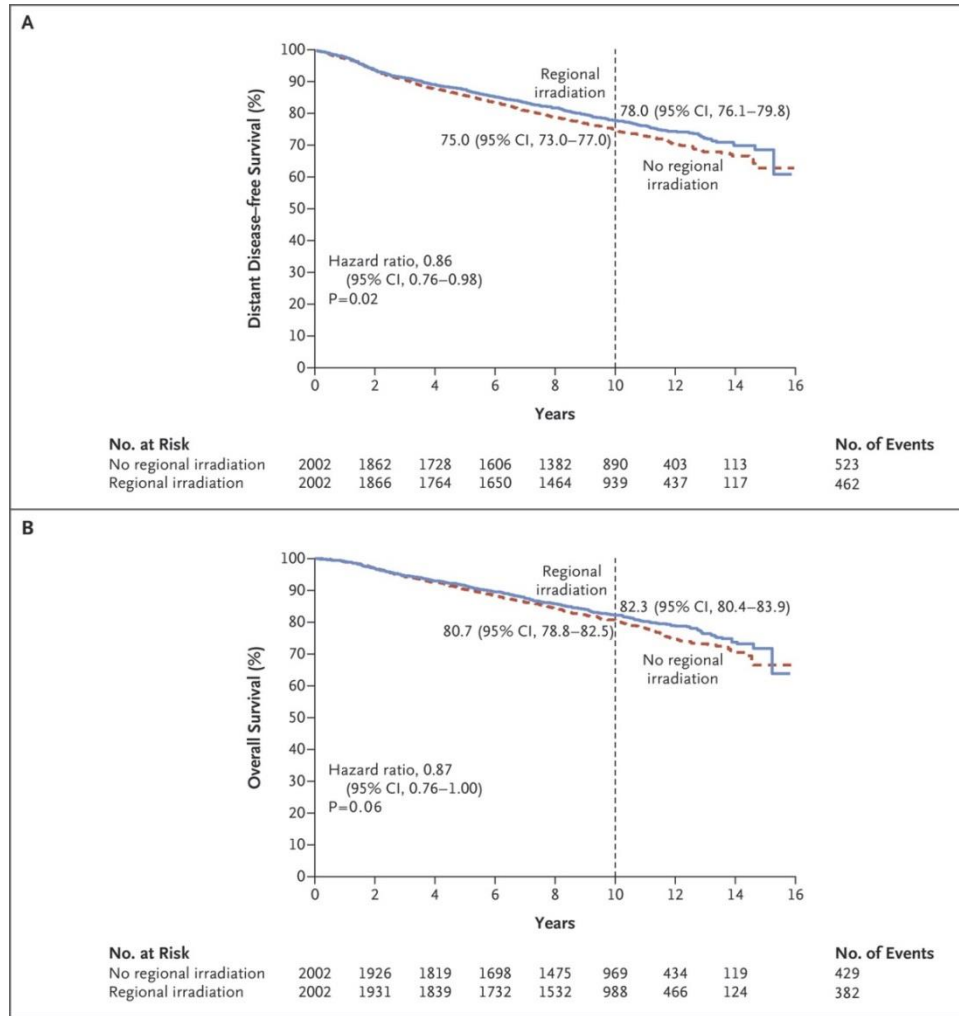 A
100
90
80
70
60
50
40
30
20
10
0
Distant Disease–free Survival (%)
Regional
irradiation
78.0 (95% CI, 76.1–79.8)
75.0 (95% CI, 73.0–77.0)
No regional
irradiation
Hazard ratio, 0.86
(95% CI, 0.76–0.98)
P=0.02
0 2 4 6 8 10 12 14 16
Years
No. at Risk No. of Events
No regional irradiation 2002 1862 1728 1606 1382 890 403 113 523
Regional irradiation 2002 1866 1764 1650 1464 939 437 117 462
B
100
90
80
70
60
50
40
30
20
10
0
Overall Survival (%)
Regional
irradiation
82.3 (95% CI, 80.4–83.9)
80.7 (95% CI, 78.8–82.5)
No regional
irradiation
Hazard ratio, 0.87
(95% CI, 0.76–1.00)
P=0.06
0 2 4 6 8 10 12 14 16
Years
No. at Risk No. of Events
No regional irradiation 2002 1926 1819 1698 1475 969 434 119 429
Regional irradiation 2002 1931 1839 1732 1532 988 466 124 382